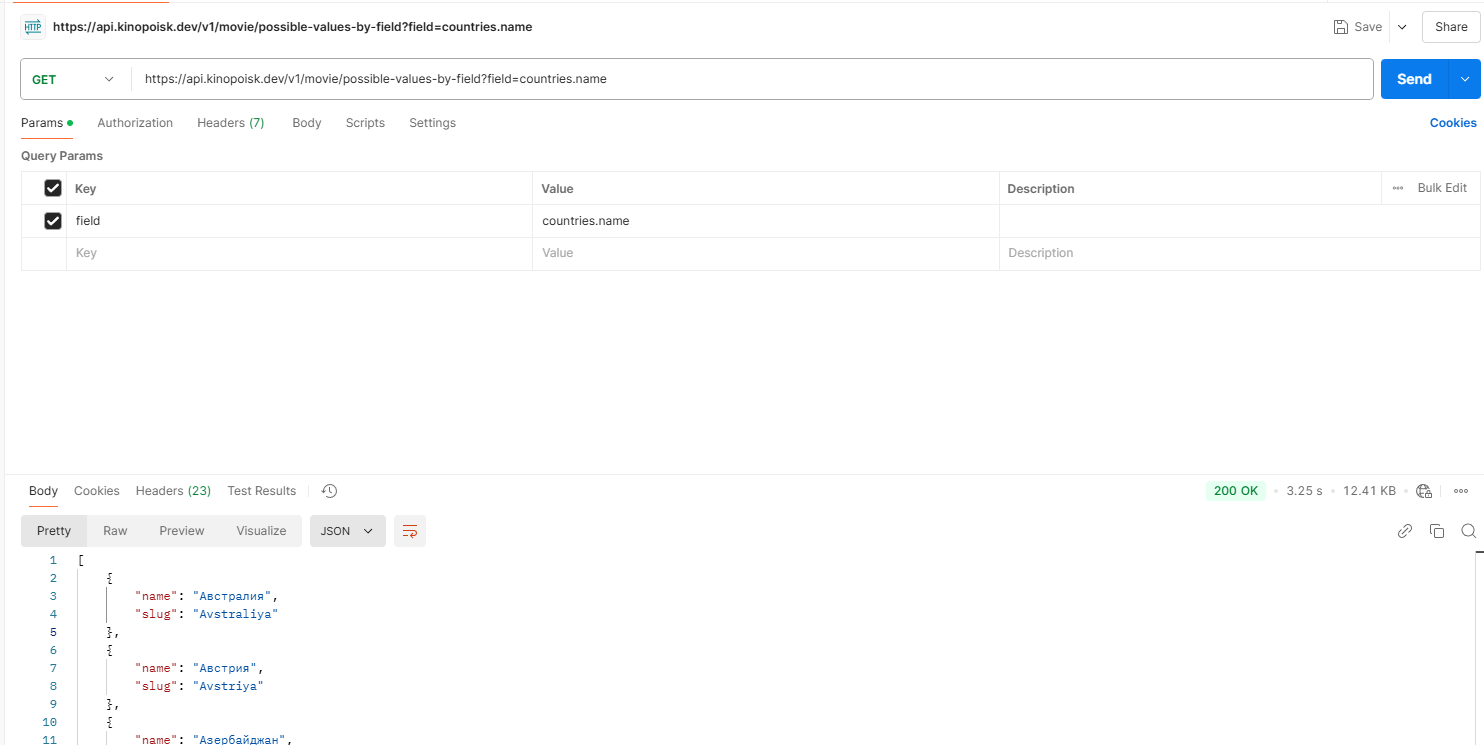 HTTP https://api.kinopoisk.dev/v1/movie/possible-values-by-field?field=countries.name Save Share
GET https://api.kinopoisk.dev/v1/movie/possible-values-by-field?field=countries.name Send
Params Authorization Headers (7) Body Scripts Settings Cookies
Query Params
Key Value Description Bulk Edit
field countries.name
Key Value Description
Body Cookies Headers (23) Test Results 200 OK 3.25 s 12.41 KB
Pretty Raw Preview Visualize JSON
1 [
2 {
3 "name": "Австралия",
4 "slug": "Avstraliya"
5 },
6 {
7 "name": "Австрия",
8 "slug": "Avstriya"
9 },
10 {
11 "name": "Азербайджан",